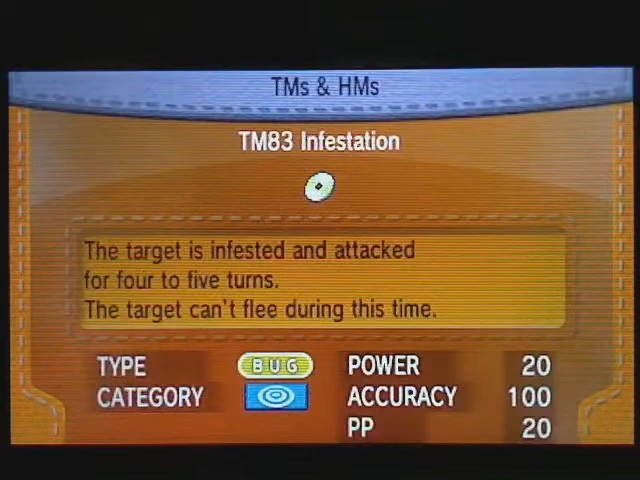 TMs & HMs
TM83 Infestation
The target is infested and attacked
for four to five turns.
The target can't flee during this time.
TYPE BUG POWER 20
CATEGORY ACCURACY 100
PP 20